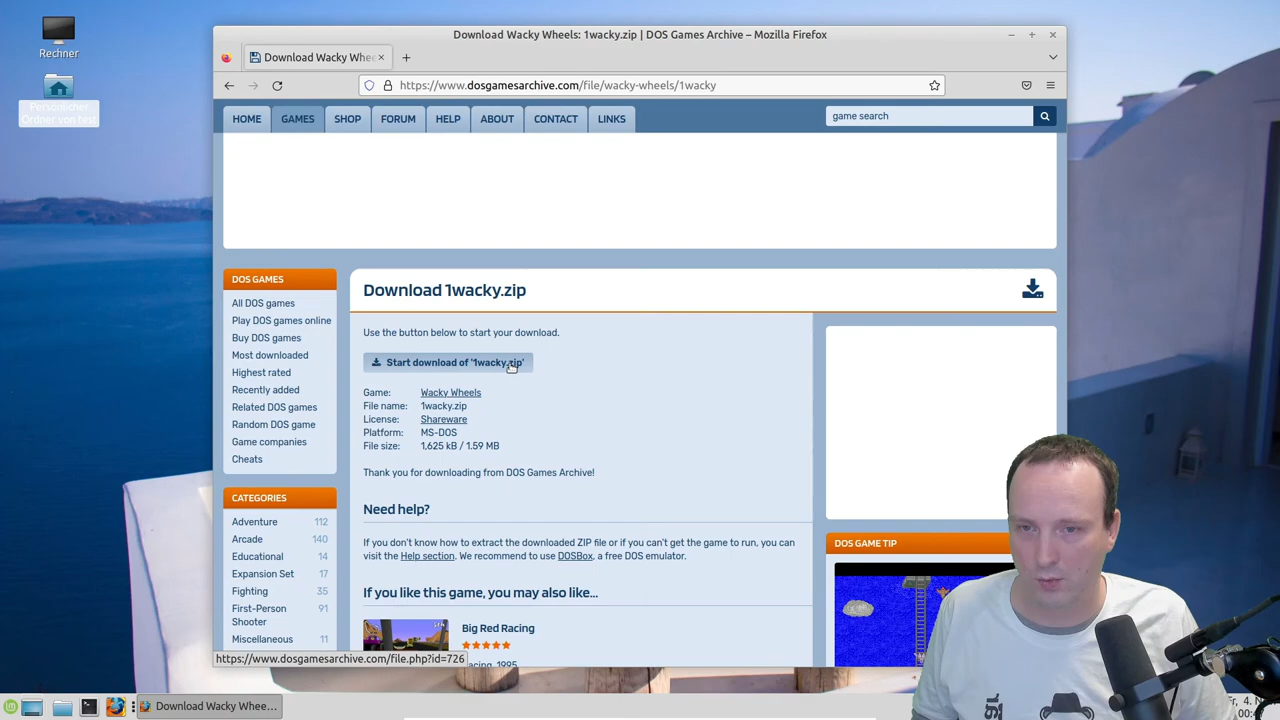 Rechner
Persönlicher
Ordner von test
Download Wacky Wheels: 1wacky.zip | DOS Games Archive – Mozilla Firefox
Download Wacky Whee
https://www.dosgamesarchive.com/file/wacky-wheels/1wacky
HOME
GAMES
SHOP
FORUM
HELP
ABOUT
CONTACT
LINKS
game search
DOS GAMES
All DOS games
Play DOS games online
Buy DOS games
Most downloaded
Highest rated
Recently added
Related DOS games
Random DOS game
Game companies
Cheats
CATEGORIES
Adventure 112
Arcade 140
Educational 14
Expansion Set 17
Fighting 35
First-Person 91
Shooter
Miscellaneous 11
Download 1wacky.zip
Use the button below to start your download.
Start download of '1wacky.zip'
Game: Wacky Wheels
File name: 1wacky.zip
License: Shareware
Platform: MS-DOS
File size: 1,625 kB / 1.59 MB
Thank you for downloading from DOS Games Archive!
Need help?
If you don't know how to extract the downloaded ZIP file or if you can't get the game to run, you can
visit the Help section. We recommend to use DOSBox, a free DOS emulator.
If you like this game, you may also like...
Big Red Racing
Racing, 1995
DOS GAME TIP
https://www.dosgamesarchive.com/file.php?id=726
Download Wacky Whee...
Fr, 4.